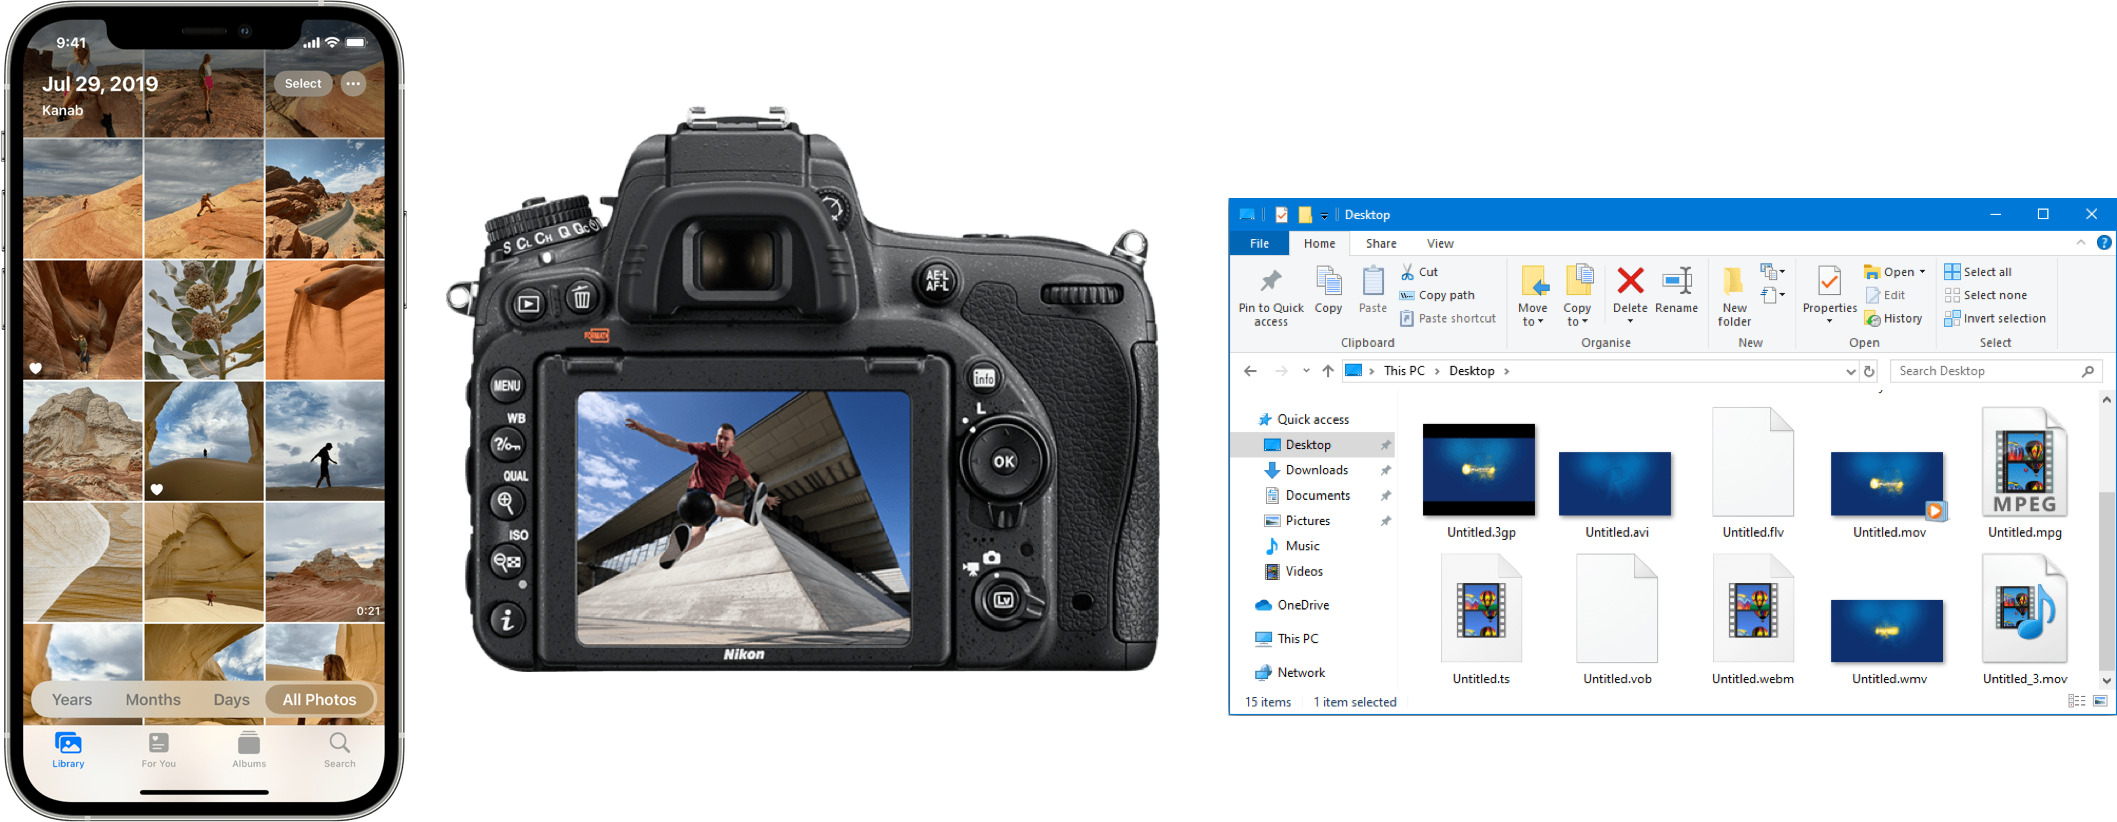 9:41
Jul 29, 2019
Select
Kanab
0:21
Years Months Days All Photos
Library For You Albums Search
S CL CH Q Qc
AE-L
AF-L
FORMAT
MENU
info
WB
L
?
OK
QUAL
ISO
Lv
i
Nikon
Desktop
File Home Share View
?
Pin to Quick
access
Copy
Paste
Cut
Copy path
Paste shortcut
Clipboard
Move
to
Copy
to
Delete
Rename
Organise
New
folder
New
Properties
Open
Edit
History
Open
Select all
Select none
Invert selection
Select
This PC > Desktop >
Search Desktop
Quick access
Desktop
Downloads
Documents
Pictures
Music
Videos
OneDrive
This PC
Network
MPEG
Untitled.3gp Untitled.avi Untitled.flv Untitled.mov Untitled.mpg
Untitled.ts Untitled.vob Untitled.webm Untitled.wmv Untitled_3.mov
15 items 1 item selected